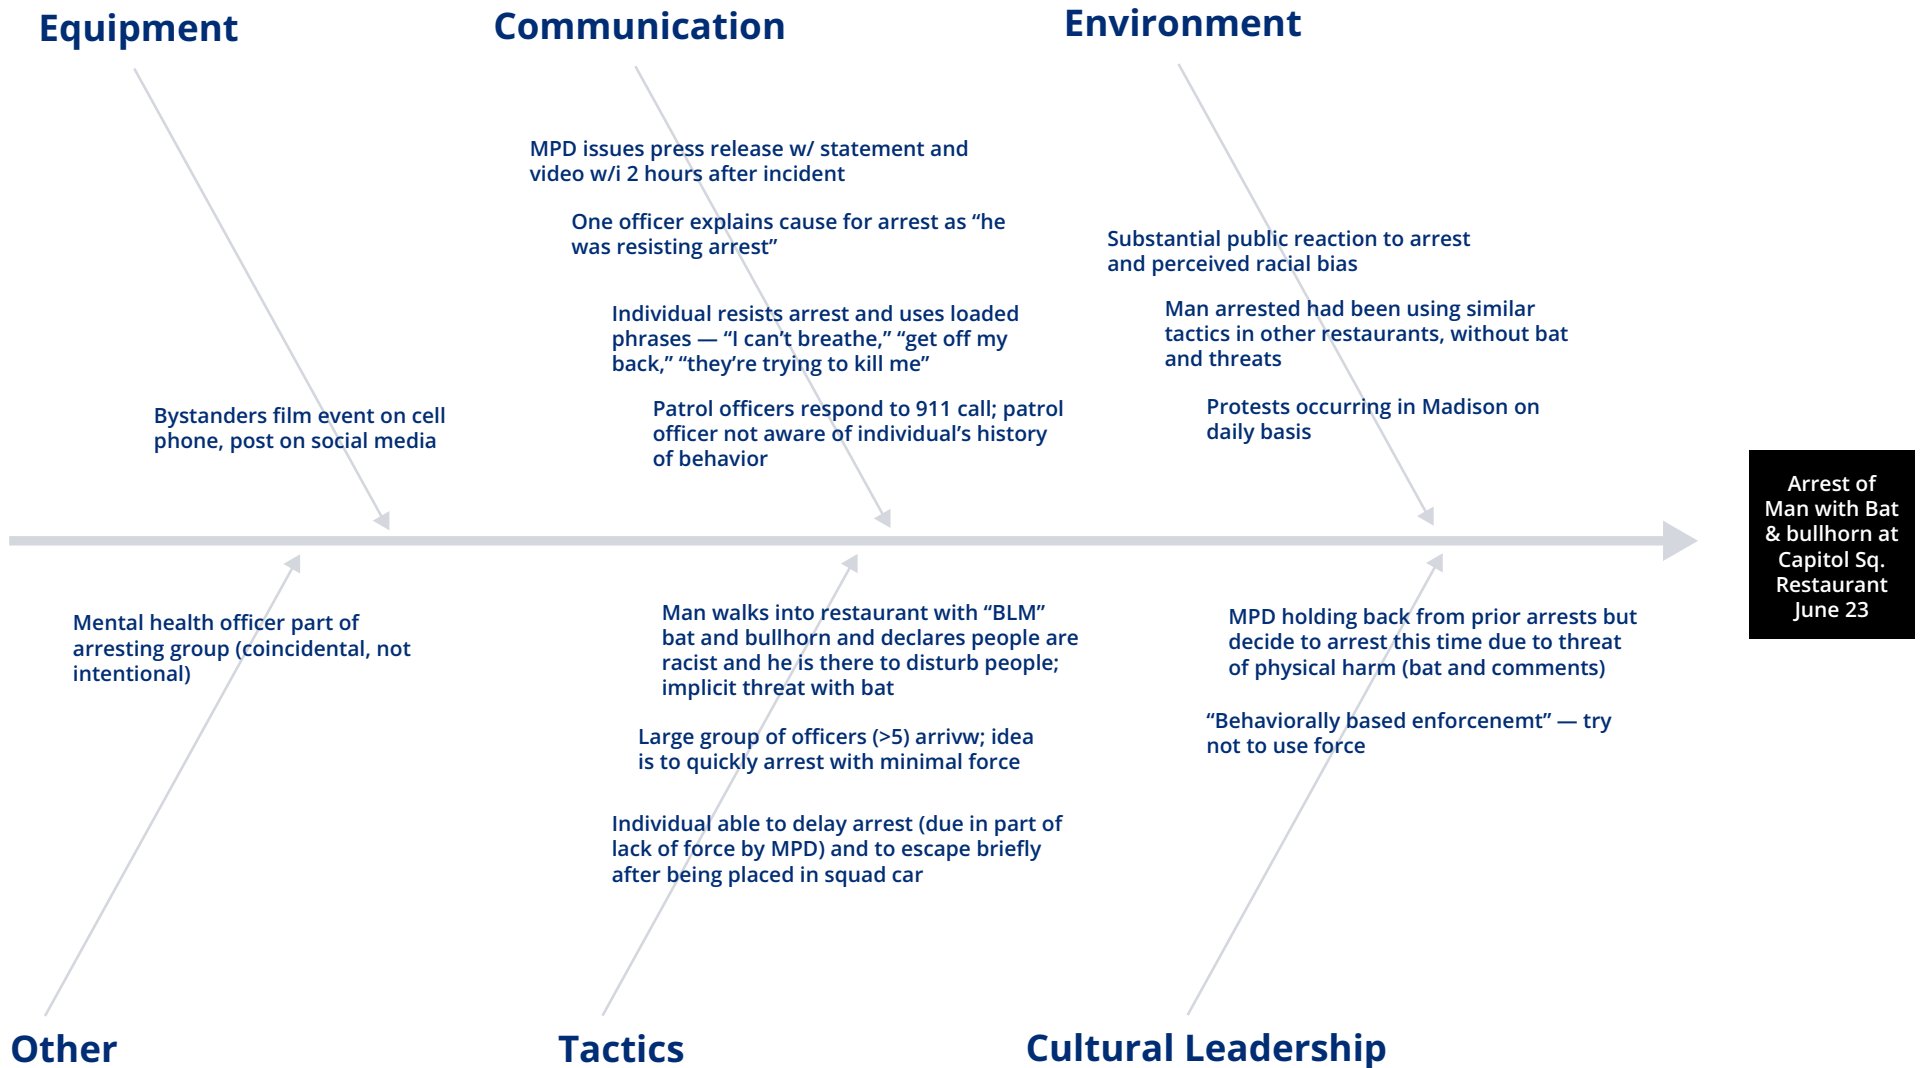 Equipment
Communication
Environment
MPD issues press release w/ statement and
video w/i 2 hours after incident
One officer explains cause for arrest as “he
was resisting arrest”
Individual resists arrest and uses loaded
phrases — “I can’t breathe,” “get off my
back,” “they’re trying to kill me”
Patrol officers respond to 911 call; patrol
officer not aware of individual’s history
of behavior
Substantial public reaction to arrest
and perceived racial bias
Man arrested had been using similar
tactics in other restaurants, without bat
and threats
Protests occurring in Madison on
daily basis
Bystanders film event on cell
phone, post on social media
Arrest of
Man with Bat
& bullhorn at
Capitol Sq.
Restaurant
June 23
Mental health officer part of
arresting group (coincidental, not
intentional)
Man walks into restaurant with “BLM”
bat and bullhorn and declares people are
racist and he is there to disturb people;
implicit threat with bat
Large group of officers (>5) arrivw; idea
is to quickly arrest with minimal force
Individual able to delay arrest (due in part of
lack of force by MPD) and to escape briefly
after being placed in squad car
MPD holding back from prior arrests but
decide to arrest this time due to threat
of physical harm (bat and comments)
“Behaviorally based enforcenemt” — try
not to use force
Other
Tactics
Cultural Leadership